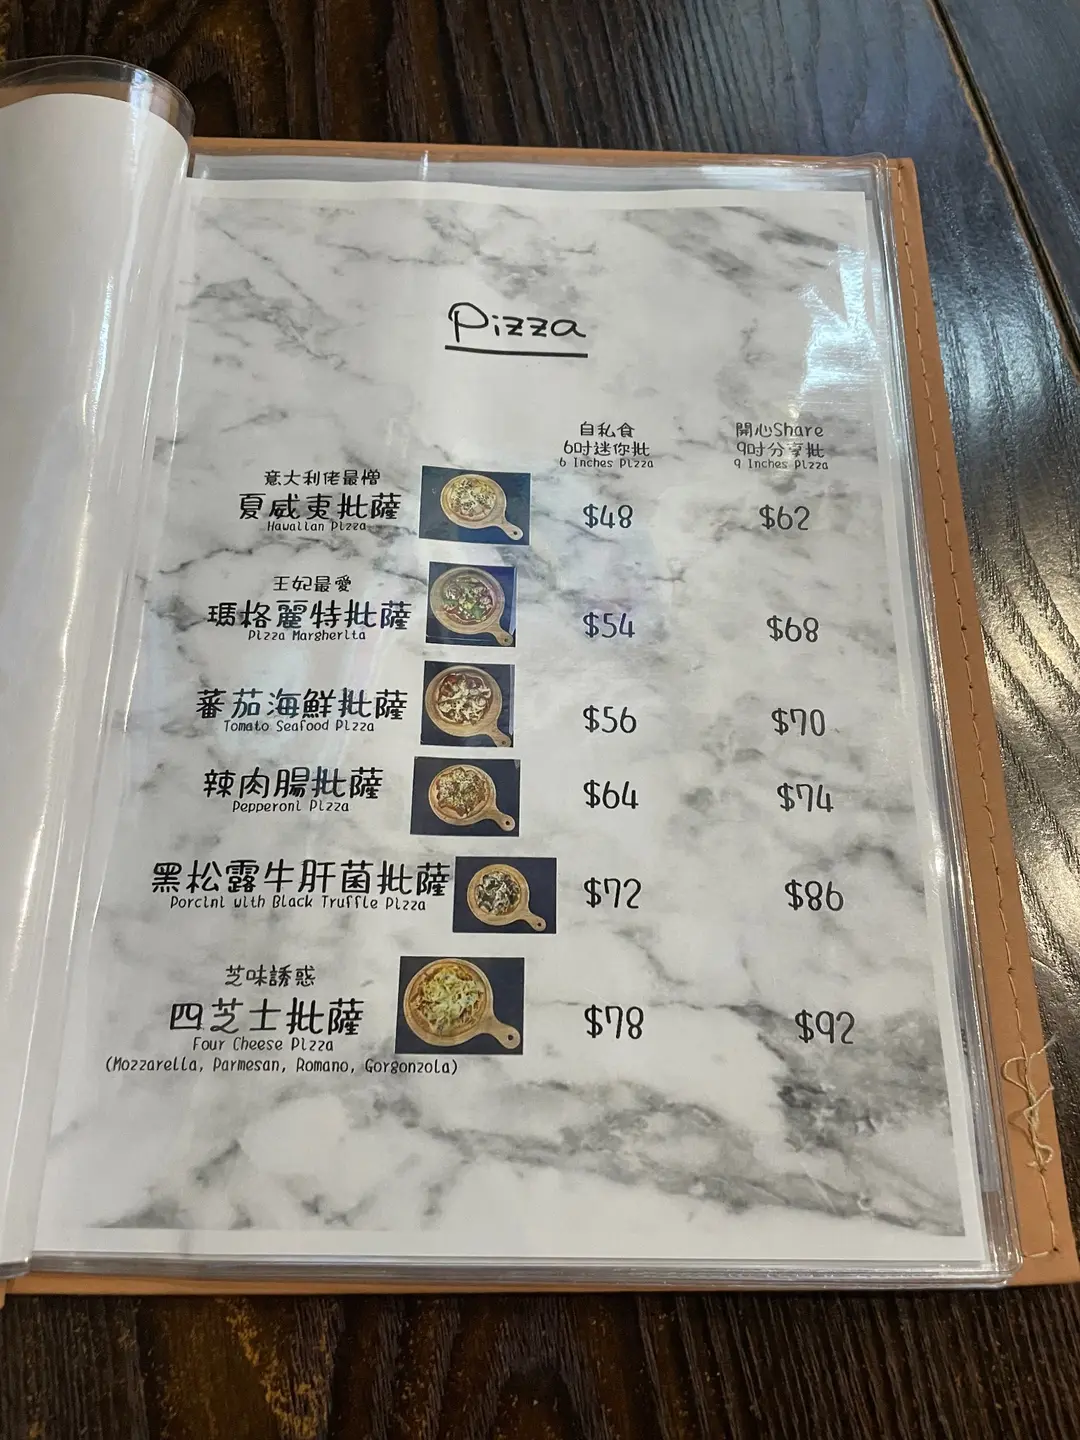 Pizza
自私食
6吋迷你批
6 Inches Pizza
開心Share
9吋分享批
9 Inches Pizza
意大利佬最憎
夏威夷批薩
Hawaiian Pizza
$48
$62
王妃最愛
瑪格麗特批薩
Pizza Margherita
$54
$68
蕃茄海鮮批薩
Tomato Seafood Pizza
$56
$70
辣肉腸批薩
Pepperoni Pizza
$64
$74
黑松露牛肝菌批薩
Porcini with Black Truffle Pizza
$72
$86
芝味誘惑
四芝士批薩
Four Cheese Pizza
(Mozzarella, Parmesan, Romano, Gorgonzola)
$78
$92